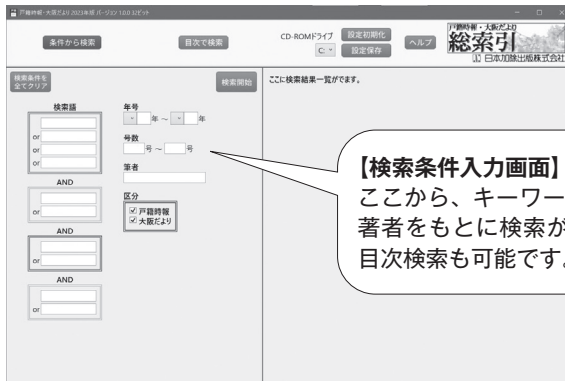 戸籍時報・大阪だより 2023年版 バージョン 1.0.0 32ビット
条件から検索
目次で検索
CD-ROMドライブ
設定初期化
C:
設定保存
ヘルプ
戸籍時報・大阪だより
総索引
日本加除出版株式会社
検索条件を
全てクリア
検索開始
ここに検索結果一覧がでます。
検索語
or
or
or
AND
or
AND
or
AND
or
年号
年 ～ 年
号数
号 ～ 号
筆者
区分
戸籍時報
大阪だより
【検索条件入力画面】
ここから、キーワー
著者をもとに検索が
目次検索も可能です。